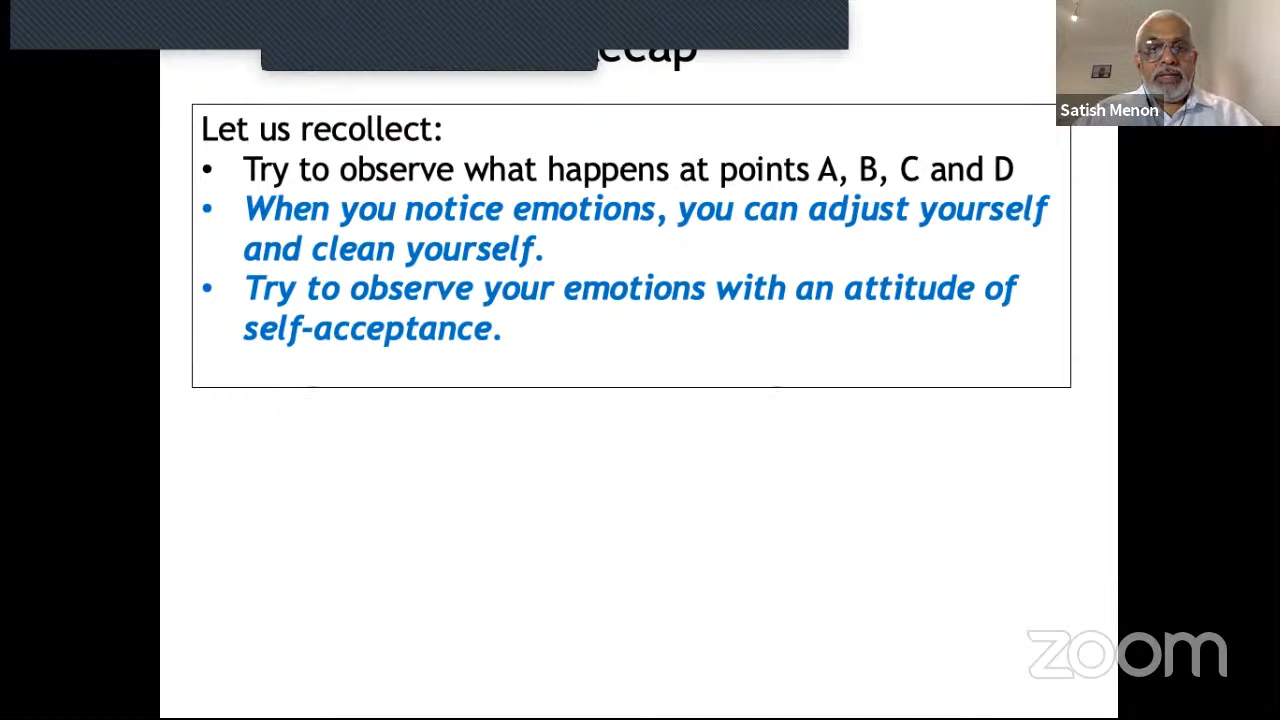 Satish Menon
Let us recollect:
• Try to observe what happens at points A, B, C and D
• When you notice emotions, you can adjust yourself
and clean yourself.
• Try to observe your emotions with an attitude of
self-acceptance.
zoom